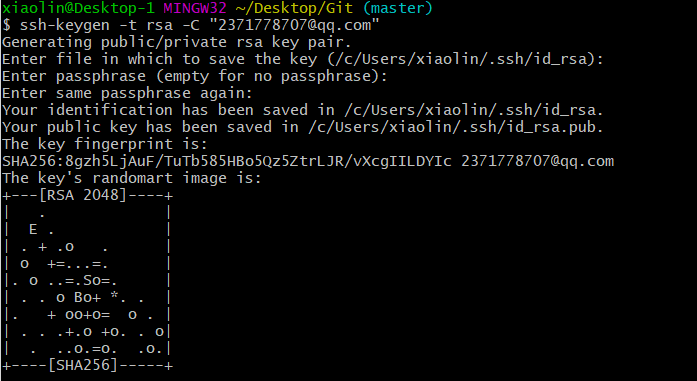 xiaolin@Desktop-1 MINGW32 ~/Desktop/Git (master)
$ ssh-keygen -t rsa -C "2371778707@qq.com"
Generating public/private rsa key pair.
Enter file in which to save the key (/c/Users/xiaolin/.ssh/id_rsa):
Enter passphrase (empty for no passphrase):
Enter same passphrase again:
Your identification has been saved in /c/Users/xiaolin/.ssh/id_rsa.
Your public key has been saved in /c/Users/xiaolin/.ssh/id_rsa.pub.
The key fingerprint is:
SHA256:8gzh5LjAuF/TuTb585HBo5Qz5ZtrLJR/vXcgIILDYIc 2371778707@qq.com
The key's randomart image is:
+---[RSA 2048]----+
|   .             |
|  E .            |
| . + .o   .      |
| o  +=...=.      |
|. o ..=.So=.     |
| . . o Bo+ *. .  |
|.   + oo+o=  o . |
| . . .+.o +o. . o|
|  .  ..o.=o.  .o.|
+----[SHA256]-----+